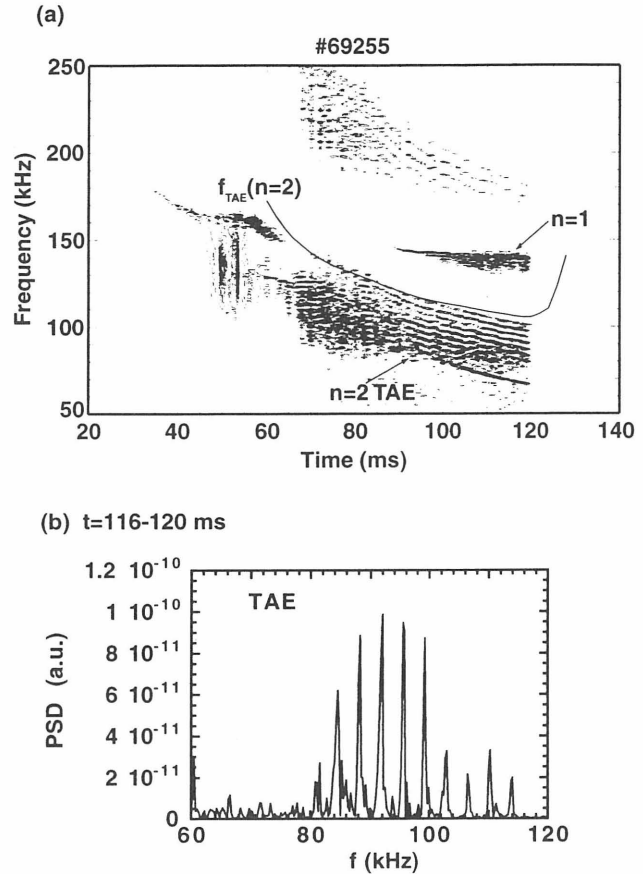 (a)
#69255
250
200
150
100
50
Frequency (kHz)
f_TAE(n=2)
n=1
n=2 TAE
20 40 60 80 100 120 140
Time (ms)
(b) t=116-120 ms
1.2 10⁻¹⁰
1 10⁻¹⁰
8 10⁻¹¹
6 10⁻¹¹
4 10⁻¹¹
2 10⁻¹¹
0
PSD (a.u.)
TAE
60 80 100 120
f (kHz)